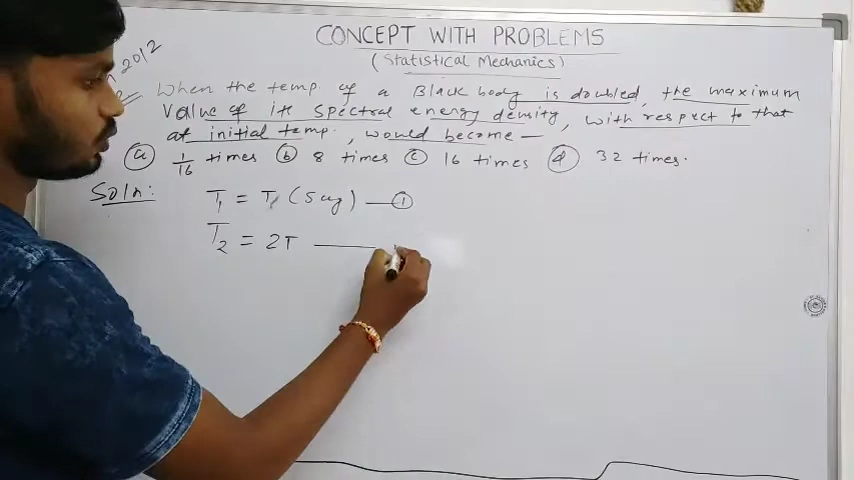 CONCEPT WITH PROBLEMS
(Statistical Mechanics)
2012
When the temp. of a Black body is doubled, the maximum
Value of its Spectral energy density, with respect to that
at initial temp., would become —
(a) 1/16 times (b) 8 times (c) 16 times (d) 32 times.
Soln:
T₁ = T (Say) — (1)
T₂ = 2T —